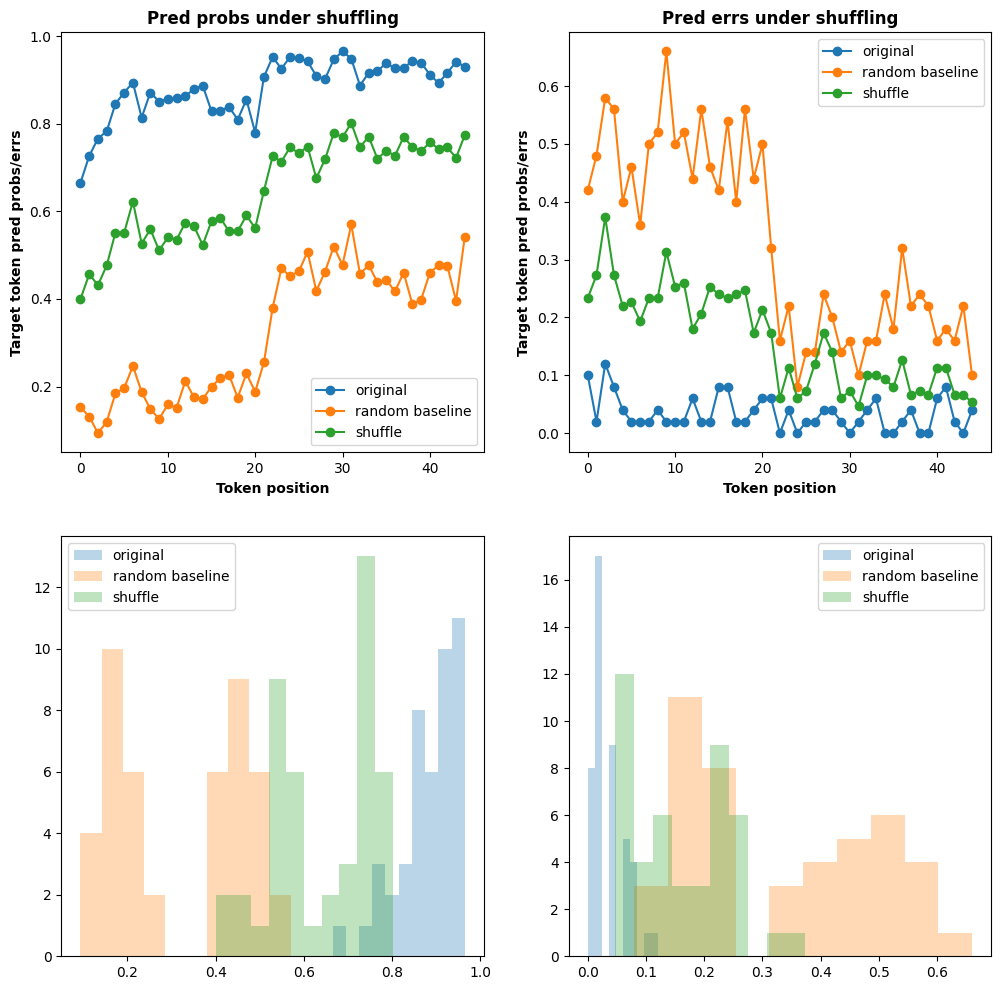 Pred probs under shuffling
Target token pred probs/errs
1.0
0.8
0.6
0.4
0.2
original
random baseline
shuffle
0 10 20 30 40
Token position
Pred errs under shuffling
Target token pred probs/errs
0.6
0.5
0.4
0.3
0.2
0.1
0.0
original
random baseline
shuffle
0 10 20 30 40
Token position
original
random baseline
shuffle
12
10
8
6
4
2
0
0.2 0.4 0.6 0.8 1.0
original
random baseline
shuffle
16
14
12
10
8
6
4
2
0
0.0 0.1 0.2 0.3 0.4 0.5 0.6